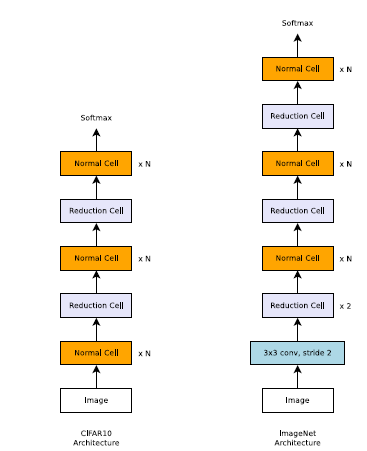 Softmax
Normal Cell x N
Reduction Cell
Normal Cell x N
Reduction Cell
Normal Cell x N
Image
CIFAR10
Architecture
Softmax
Normal Cell x N
Reduction Cell
Normal Cell x N
Reduction Cell
Normal Cell x N
Reduction Cell x 2
3x3 conv, stride 2
Image
ImageNet
Architecture